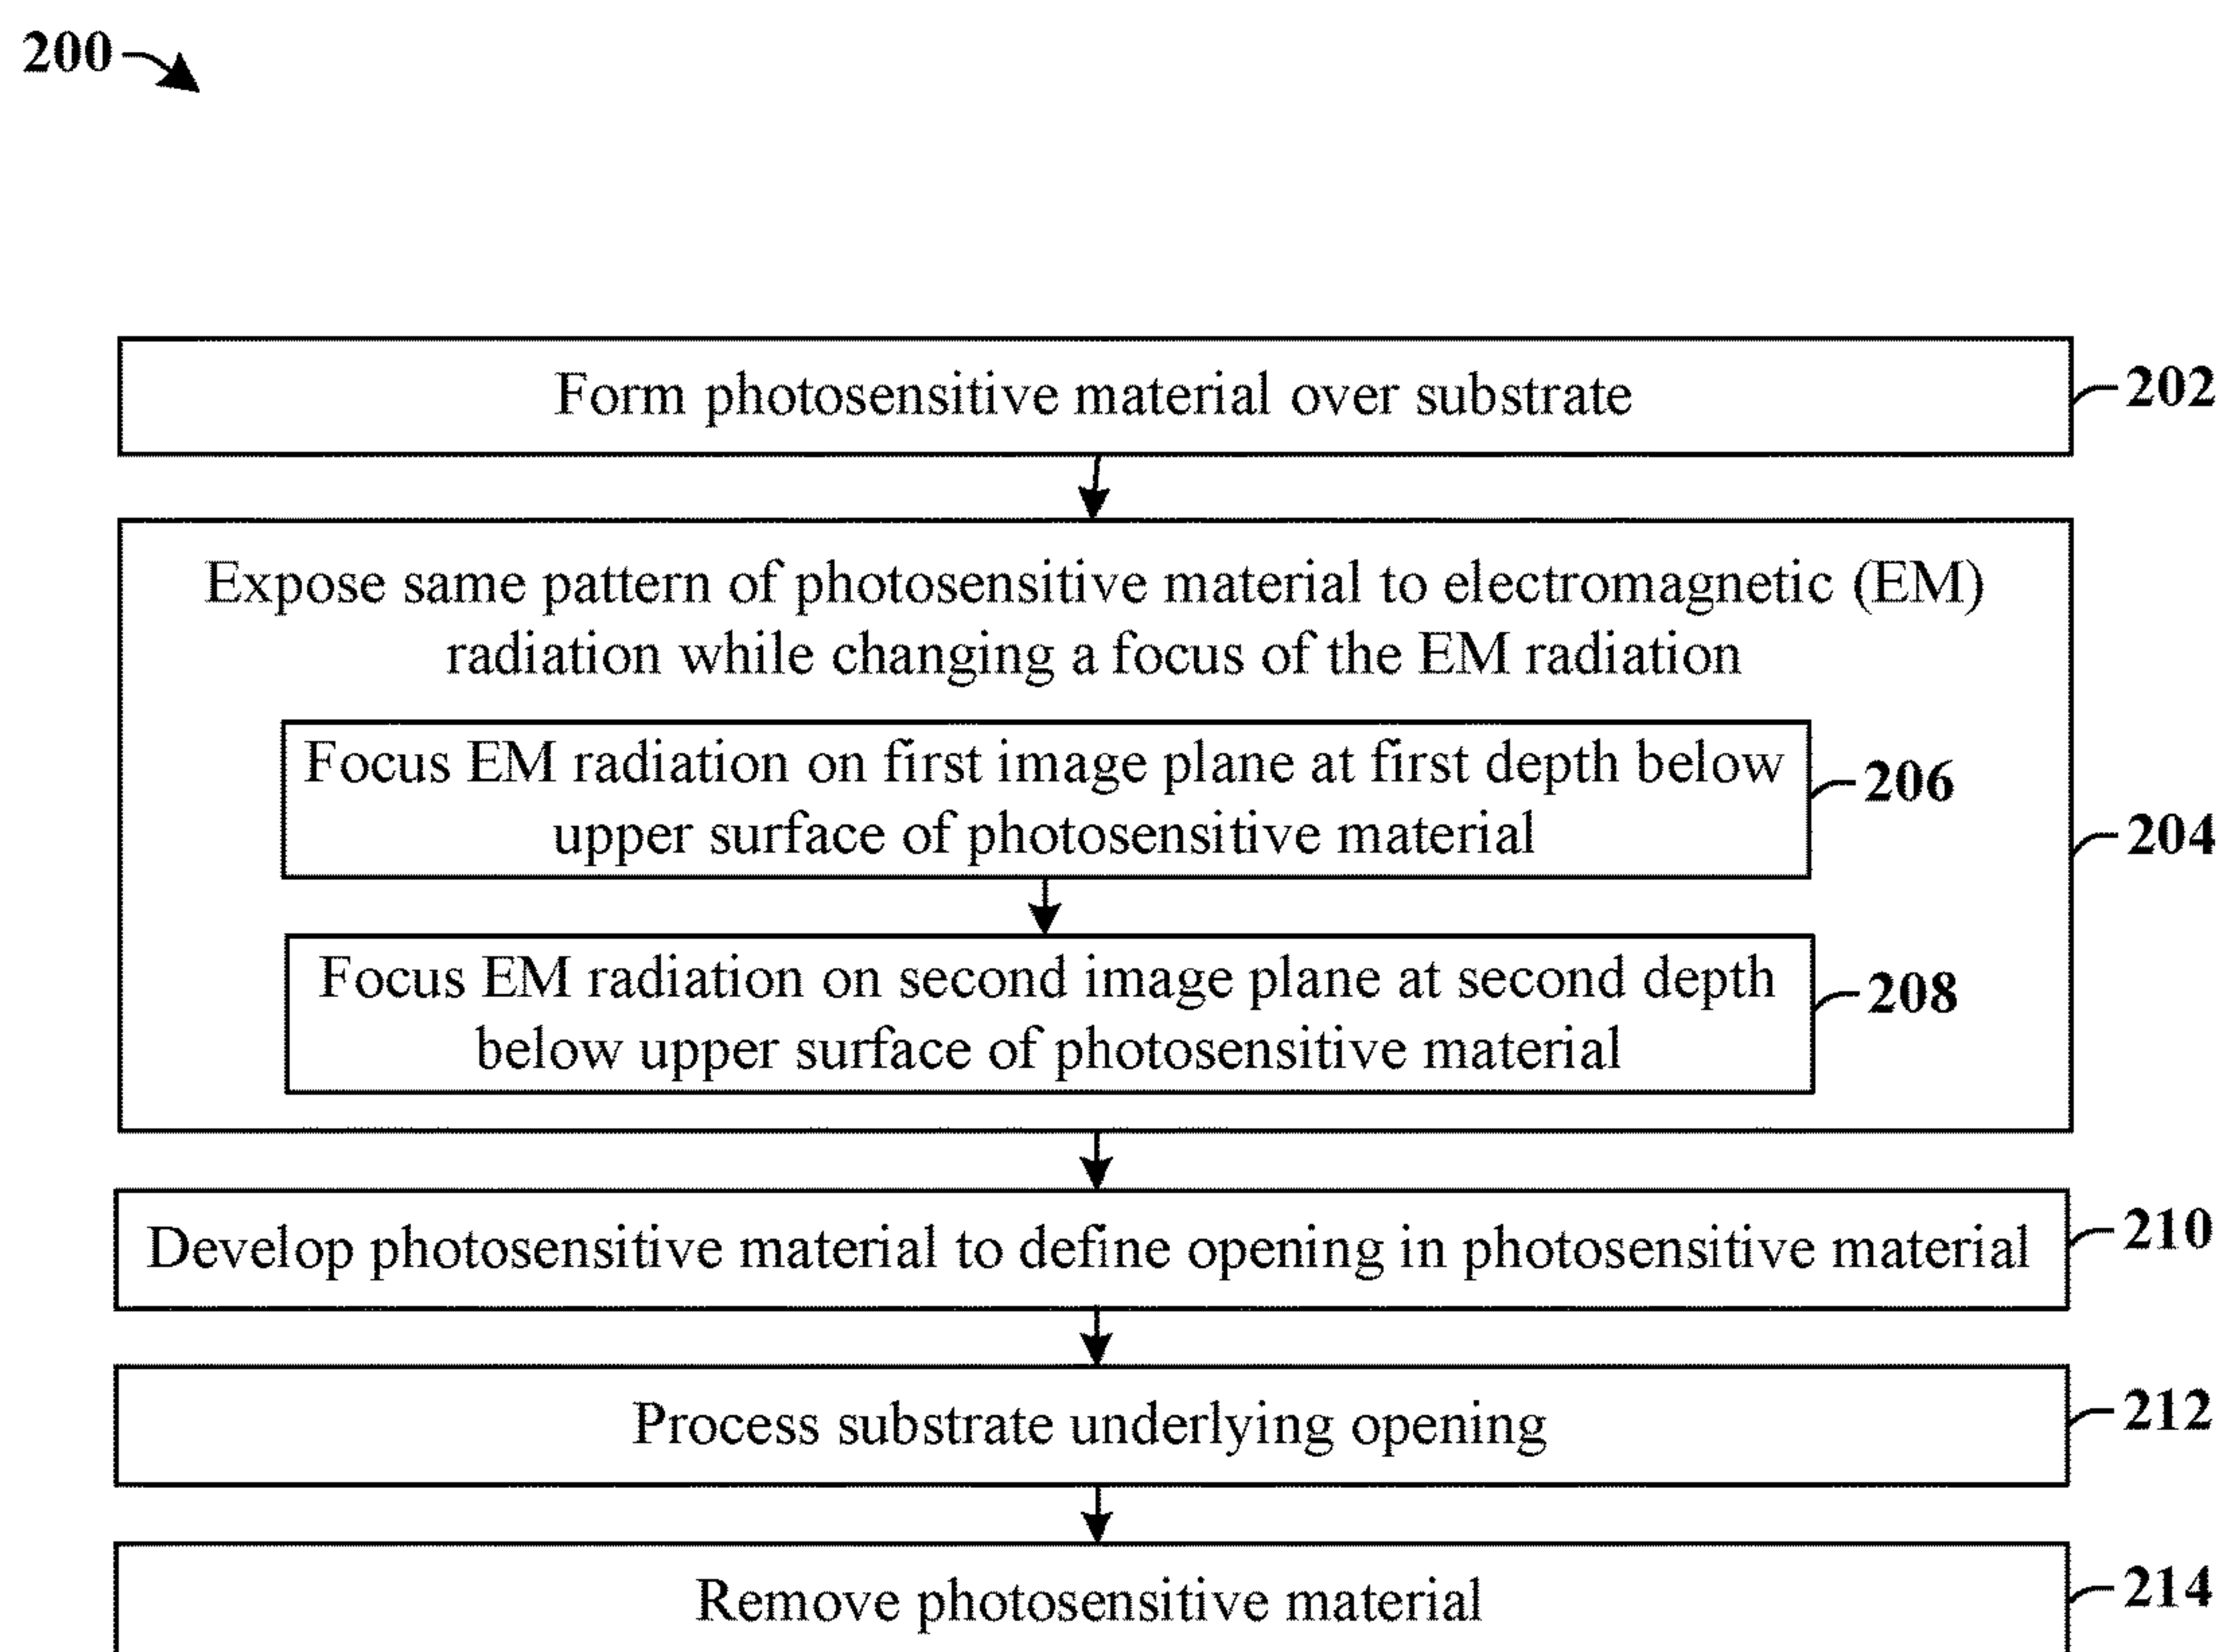 200
Form photosensitive material over substrate
202
Expose same pattern of photosensitive material to electromagnetic (EM)
radiation while changing a focus of the EM radiation
Focus EM radiation on first image plane at first depth below
upper surface of photosensitive material
206
204
Focus EM radiation on second image plane at second depth
below upper surface of photosensitive material
208
Develop photosensitive material to define opening in photosensitive material
210
Process substrate underlying opening
212
Remove photosensitive material
214